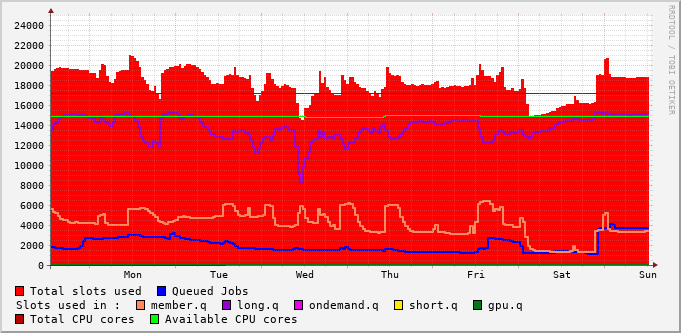 RRDTOOL / TOBI OETIKER
24000
22000
20000
18000
16000
14000
12000
10000
8000
6000
4000
2000
0
Mon Tue Wed Thu Fri Sat Sun
Total slots used Queued Jobs
Slots used in : member.q long.q ondemand.q short.q gpu.q
Total CPU cores Available CPU cores